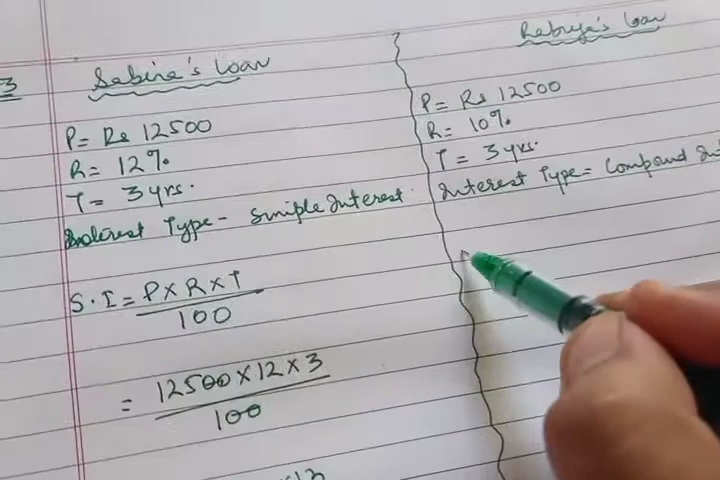 3
Sabina's Loan
P = Rs 12500
R = 12%.
T = 3 yrs.
Interest Type - Simple Interest
S.I = P × R × T
100
= 12500 × 12 × 3
100
Loan
P = Rs 12500
R = 10%.
T = 3 yrs.
Interest Type = Compound